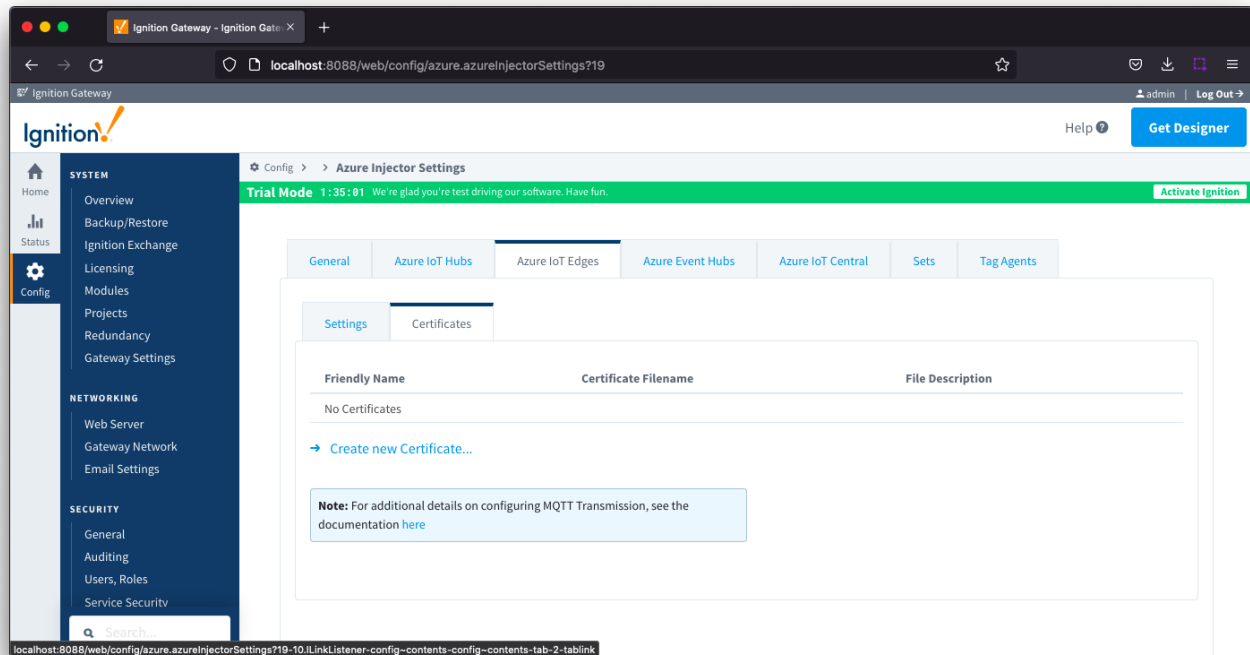 Ignition Gateway - Ignition Gate
localhost:8088/web/config/azure.azureInjectorSettings?19
Ignition Gateway
admin | Log Out
Ignition!
Help
Get Designer
Home
Status
Config
SYSTEM
Overview
Backup/Restore
Ignition Exchange
Licensing
Modules
Projects
Redundancy
Gateway Settings
NETWORKING
Web Server
Gateway Network
Email Settings
SECURITY
General
Auditing
Users, Roles
Service Security
Search...
Config > > Azure Injector Settings
Trial Mode 1:35:01 We're glad you're test driving our software. Have fun.
Activate Ignition
General Azure IoT Hubs Azure IoT Edges Azure Event Hubs Azure IoT Central Sets Tag Agents
Settings Certificates
Friendly Name Certificate Filename File Description
No Certificates
→ Create new Certificate...
Note: For additional details on configuring MQTT Transmission, see the
documentation here
localhost:8088/web/config/azure.azureInjectorSettings?19-10.ILinkListener-config~contents-config~contents-tab-2-tablink